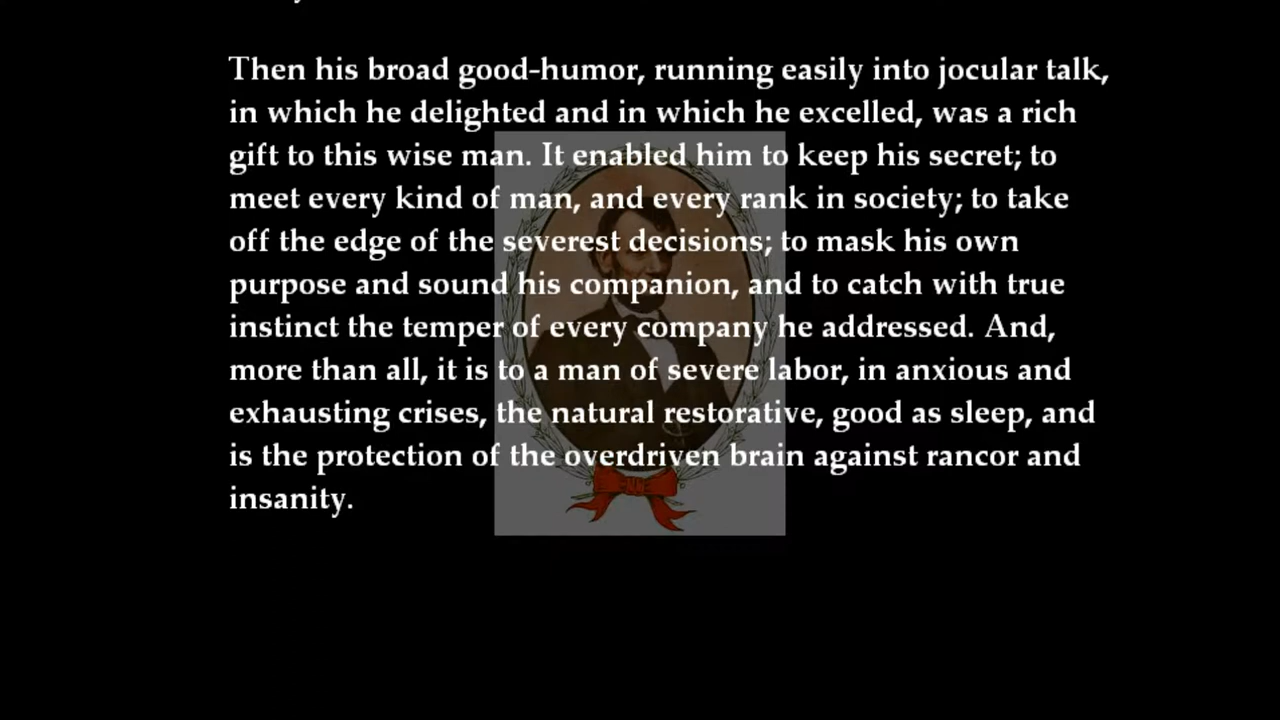 Then his broad good-humor, running easily into jocular talk,
in which he delighted and in which he excelled, was a rich
gift to this wise man. It enabled him to keep his secret; to
meet every kind of man, and every rank in society; to take
off the edge of the severest decisions; to mask his own
purpose and sound his companion, and to catch with true
instinct the temper of every company he addressed. And,
more than all, it is to a man of severe labor, in anxious and
exhausting crises, the natural restorative, good as sleep, and
is the protection of the overdriven brain against rancor and
insanity.